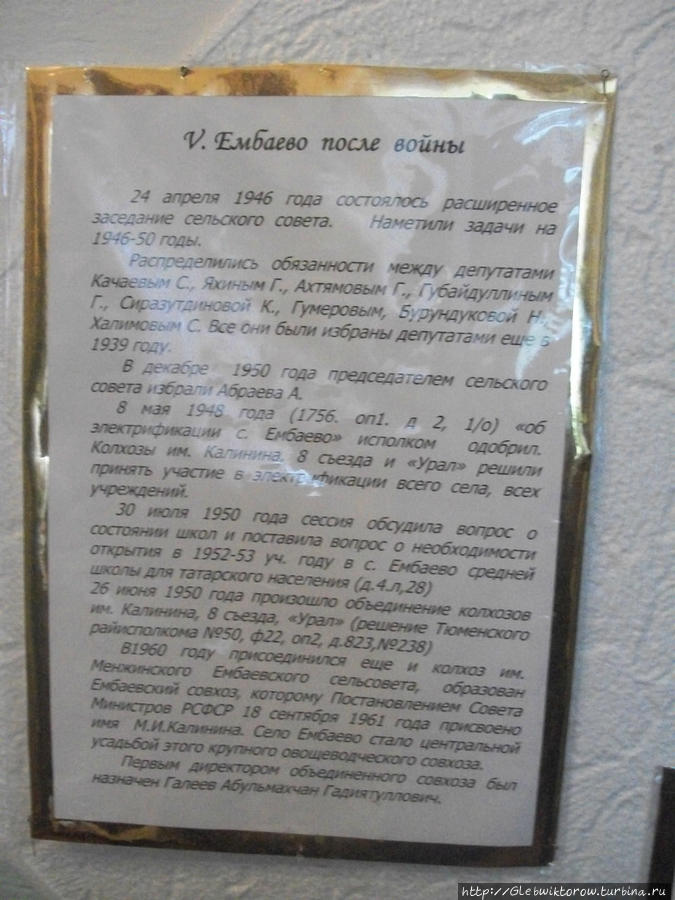 V. Ембаево после войны
24 апреля 1946 года состоялось расширенное
заседание сельского совета. Наметили задачи на
1946-50 годы.
Распределились обязанности между депутатами
Качаевым С., Яхиным Г., Ахтямовым Г., Губайдуллиным
Г., Сиразутдиновой К., Гумеровым, Бурундуковой Н.,
Халимовым С. Все они были избраны депутатами еще в
1939 году.
В декабре 1950 года председателем сельского
совета избрали Абраева А.
8 мая 1948 года (1756. оп1. д 2, 1/о) «об
электрификации с. Ембаево» исполком одобрил.
Колхозы им. Калинина, 8 съезда и «Урал» решили
принять участие в электрификации всего села, всех
учреждений.
30 июля 1950 года сессия обсудила вопрос о
состоянии школ и поставила вопрос о необходимости
открытия в 1952-53 уч. году в с. Ембаево средней
школы для татарского населения (д.4.л,28)
26 июня 1950 года произошло объединение колхозов
им. Калинина, 8 съезда, «Урал» (решение Тюменского
райисполкома №50, ф22, оп2, д.823,№238)
В1960 году присоединился еще и колхоз им.
Менжинского Ембаевского сельсовета, образован
Ембаевский совхоз, которому Постановлением Совета
Министров РСФСР 18 сентября 1961 года присвоено
имя М.И.Калинина. Село Ембаево стало центральной
усадьбой этого крупного овощеводческого совхоза.
Первым директором объединенного совхоза был
назначен Галеев Абульмахчан Гадиятуллович.
http://Glebwiktorow.turbina.ru